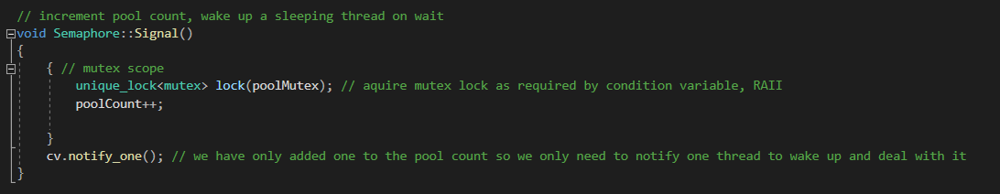 // increment pool count, wake up a sleeping thread on wait
void Semaphore::Signal()
{
{ // mutex scope
unique_lock<mutex> lock(poolMutex); // aquire mutex lock as required by condition variable, RAII
poolCount++;
}
cv.notify_one(); // we have only added one to the pool count so we only need to notify one thread to wake up and deal with it
}